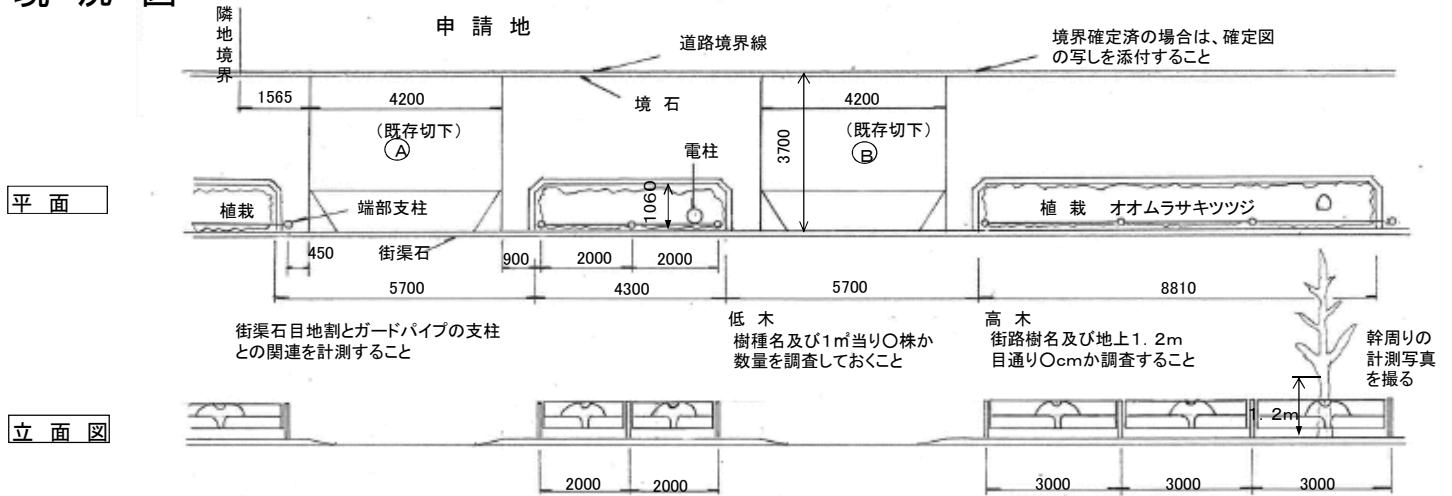 現 況 図
隣地境界
申 請 地
道路境界線
境界確定済の場合は、確定図
の写しを添付すること
1565
4200
境 石
4200
(既存切下)
A
3700
(既存切下)
B
電柱
平 面
植栽
端部支柱
1060
植 栽 オオムラサキツツジ
450
街渠石
900
2000
2000
5700
4300
5700
8810
街渠石目地割とガードパイプの支柱
との関連を計測すること
低 木
樹種名及び1㎡当り〇株か
数量を調査しておくこと
高 木
街路樹名及び地上1. 2m
目通り〇cmか調査すること
幹周りの
計測写真
を撮る
立 面 図
1. 2m
2000
2000
3000
3000
3000